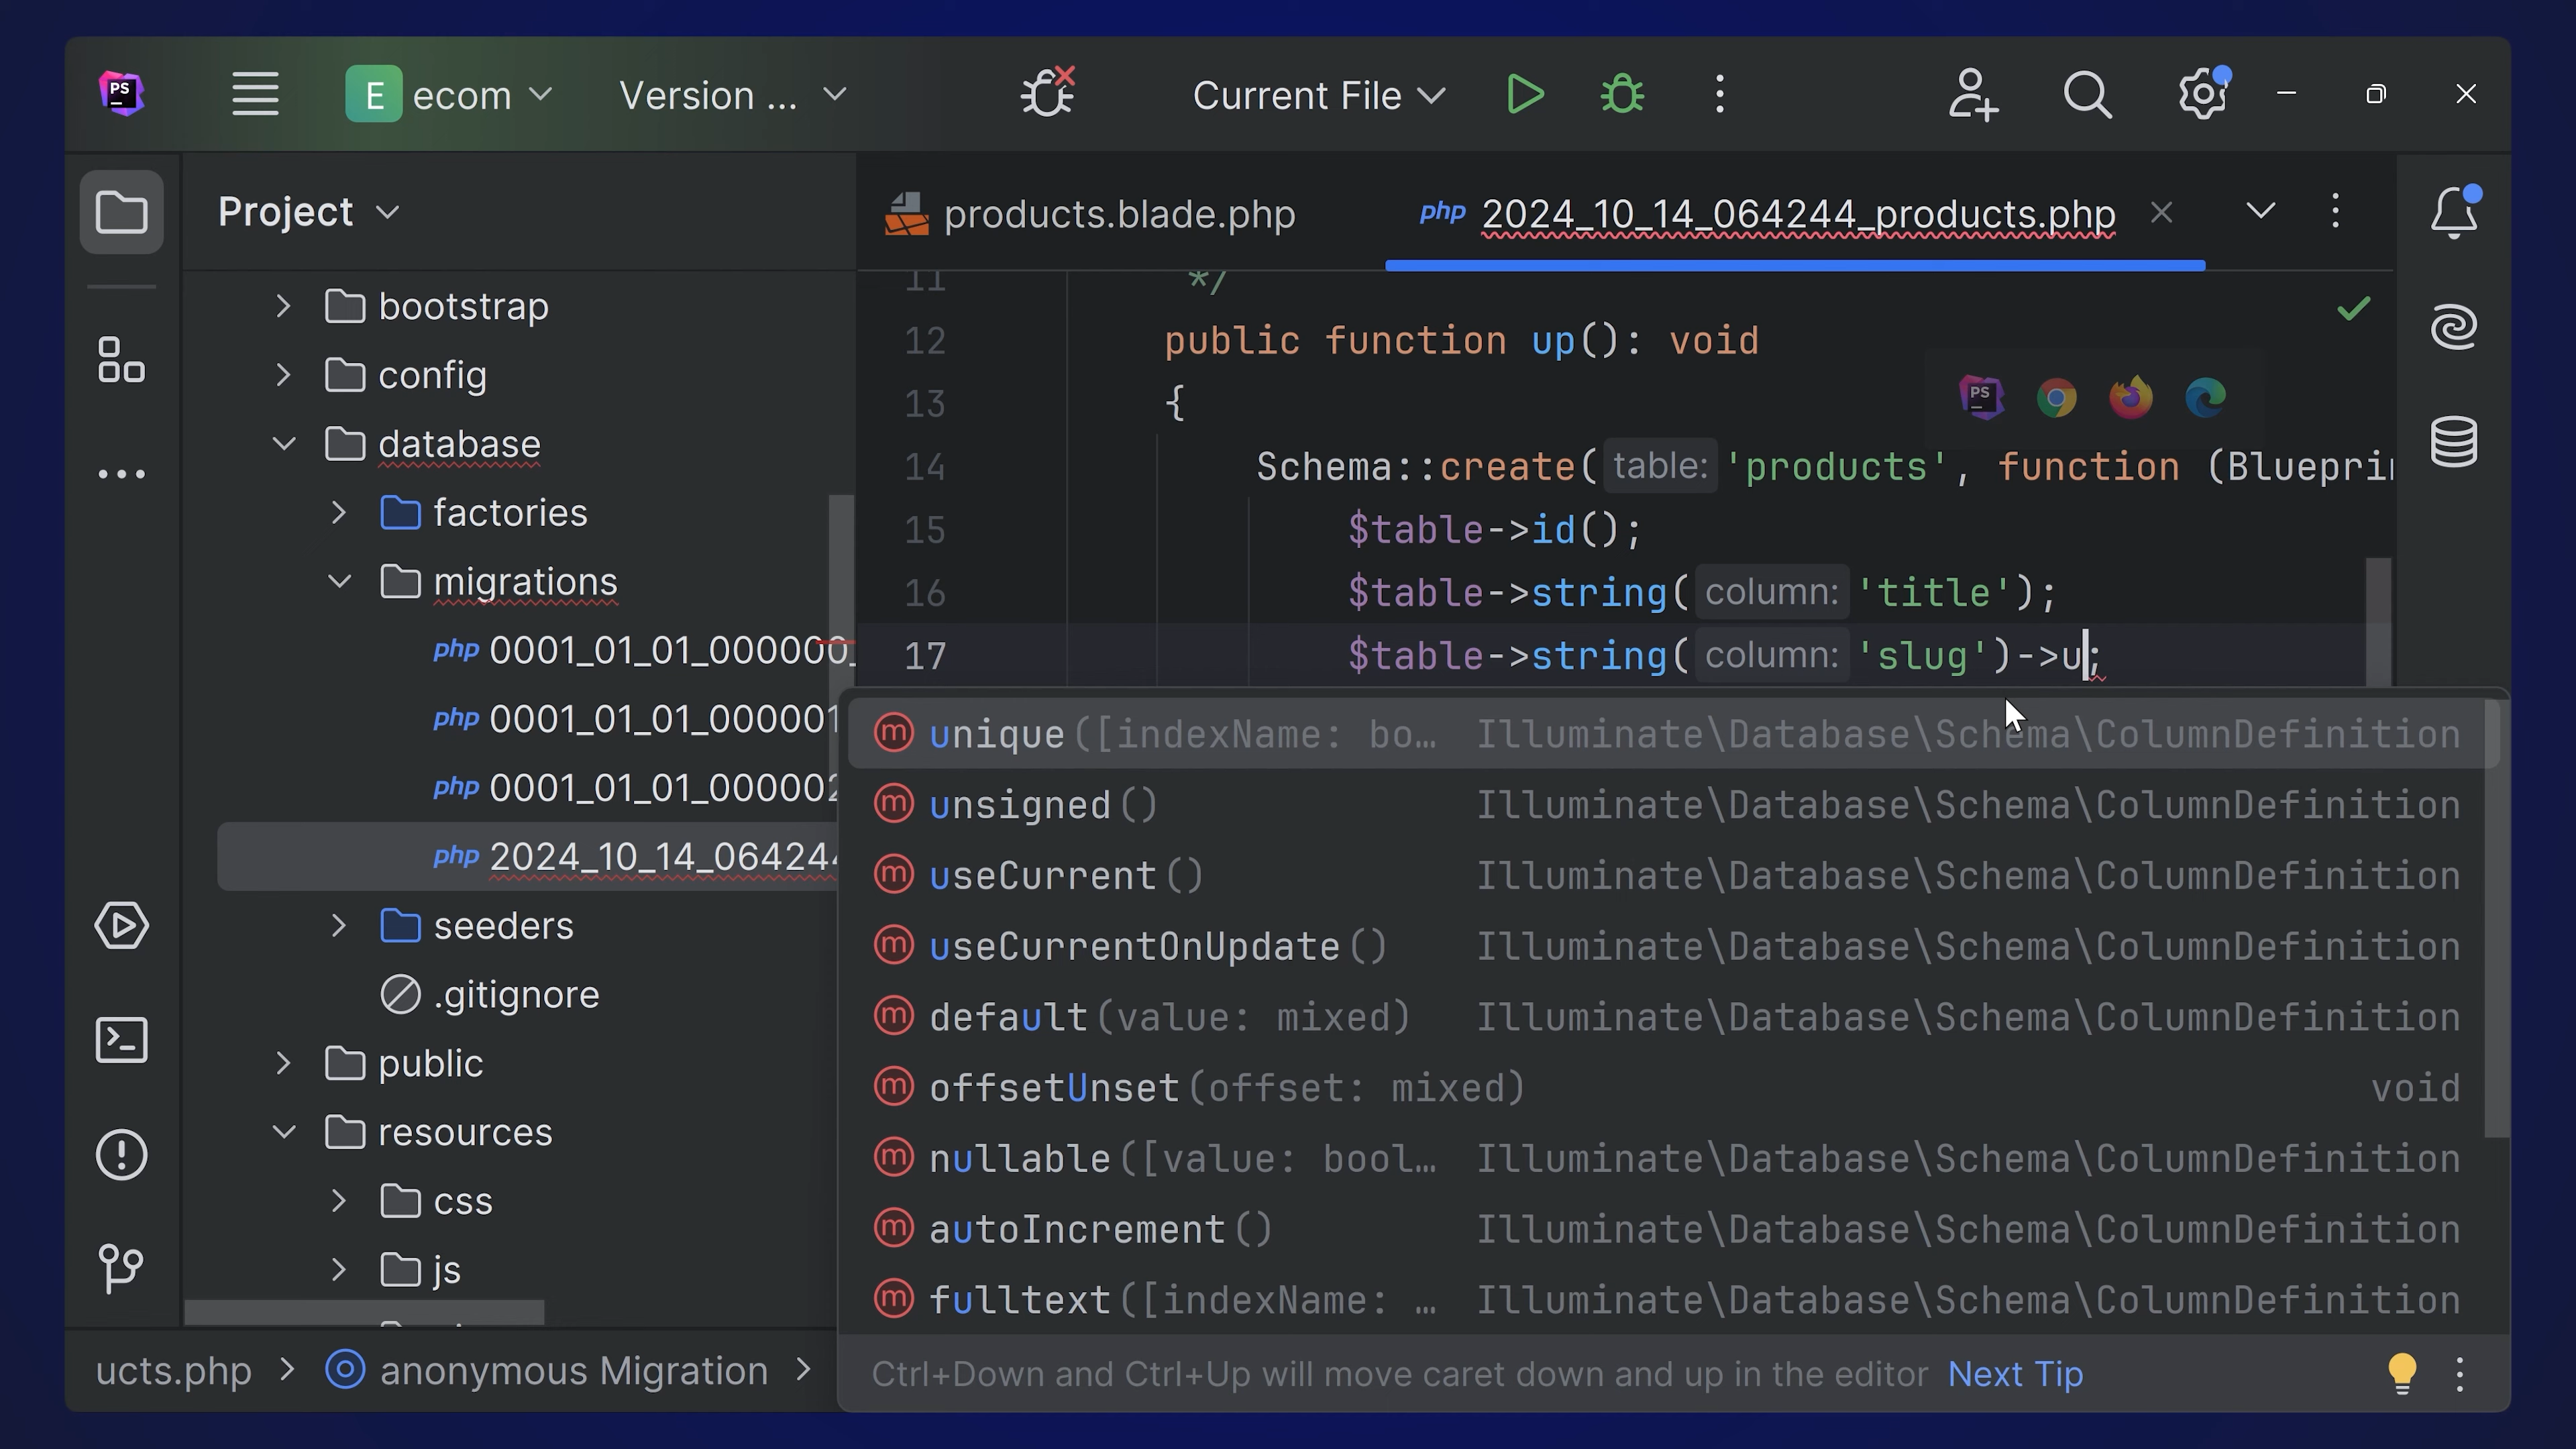 PS
E ecom
Version ...
Current File
Project
bootstrap
config
database
factories
migrations
php 0001_01_01_000000_
php 0001_01_01_000001
php 0001_01_01_000002
php 2024_10_14_064244
seeders
.gitignore
public
resources
css
js
products.blade.php
php 2024_10_14_064244_products.php
11 */
12 public function up(): void
13 {
PS
14 Schema::create( table: 'products', function (Blueprin
15 $table->id();
16 $table->string( column: 'title');
17 $table->string( column: 'slug')->u;
m unique([indexName: bo... Illuminate\Database\Schema\ColumnDefinition
m unsigned() Illuminate\Database\Schema\ColumnDefinition
m useCurrent() Illuminate\Database\Schema\ColumnDefinition
m useCurrentOnUpdate() Illuminate\Database\Schema\ColumnDefinition
m default(value: mixed) Illuminate\Database\Schema\ColumnDefinition
m offsetUnset(offset: mixed) void
m nullable([value: bool... Illuminate\Database\Schema\ColumnDefinition
m autoIncrement() Illuminate\Database\Schema\ColumnDefinition
m fulltext([indexName: ... Illuminate\Database\Schema\ColumnDefinition
Ctrl+Down and Ctrl+Up will move caret down and up in the editor Next Tip
ucts.php > anonymous Migration >